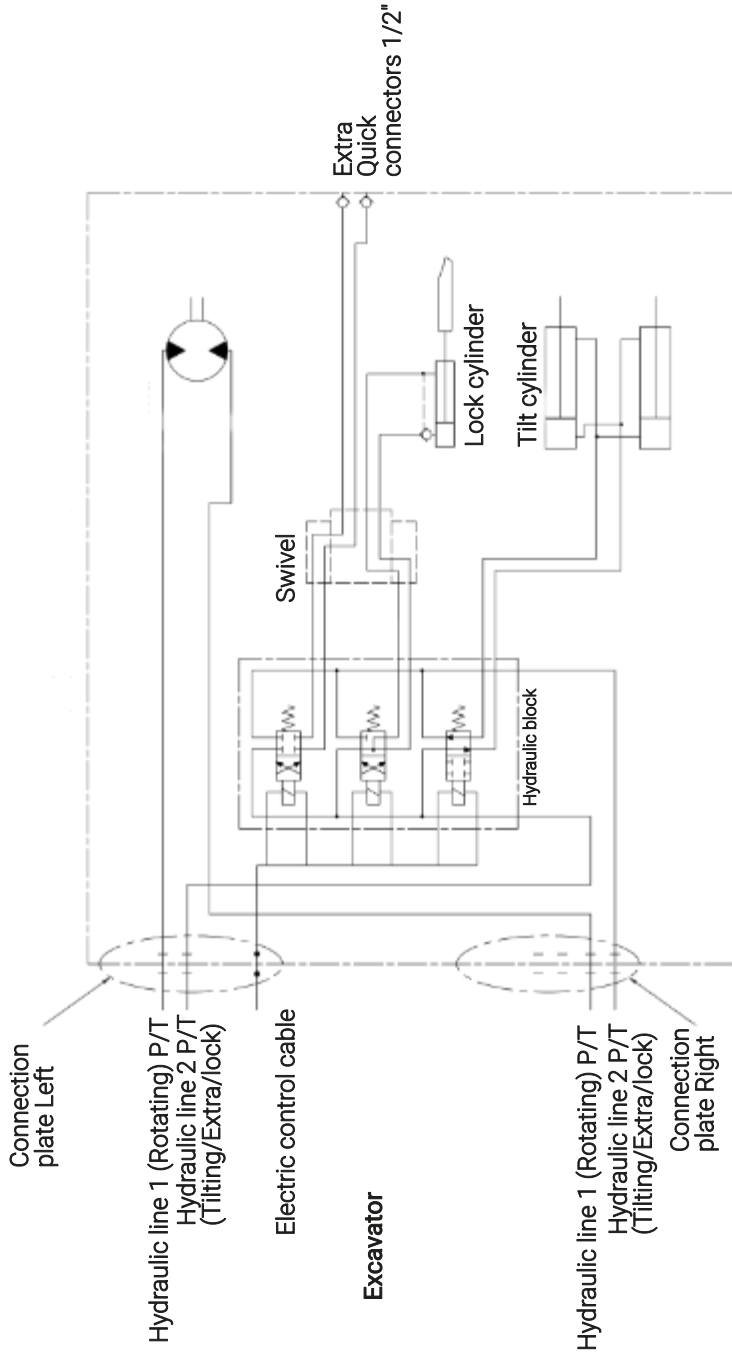 Extra
Quick
connectors 1/2"
Lock cylinder
Tilt cylinder
Swivel
Hydraulic block
Connection
plate Left
Hydraulic line 1 (Rotating) P/T
Hydraulic line 2 P/T
(Tilting/Extra/lock)
Electric control cable
Excavator
Hydraulic line 1 (Rotating) P/T
Hydraulic line 2 P/T
(Tilting/Extra/lock)
Connection
plate Right